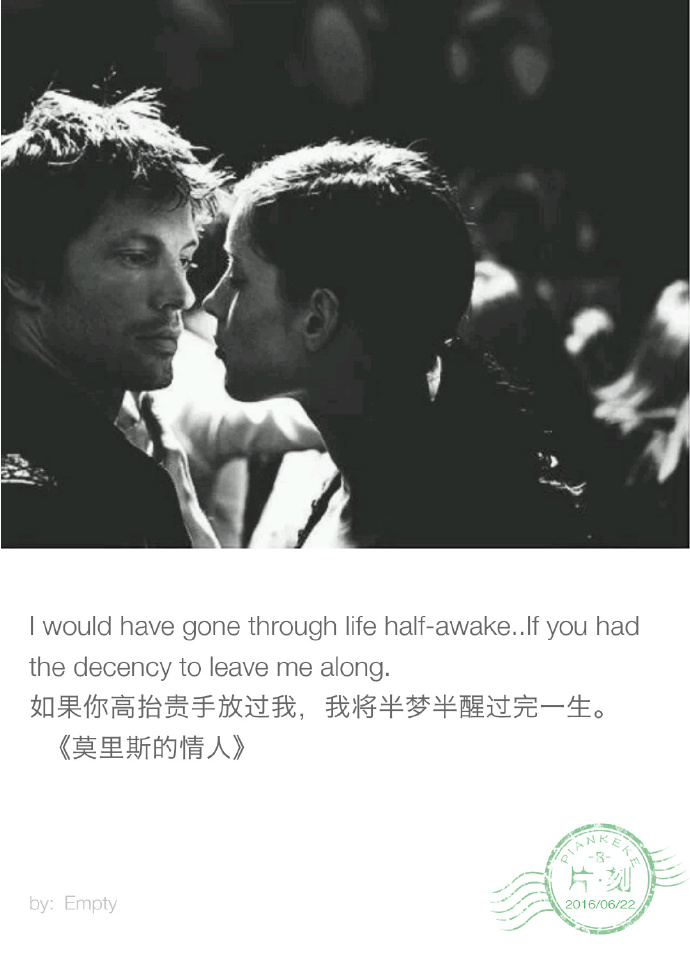 I would have gone through life half-awake..If you had
the decency to leave me along.
如果你高抬贵手放过我，我将半梦半醒过完一生。
《莫里斯的情人》
PIANKEKE
-8-
片·刻
2016/06/22
by: Empty